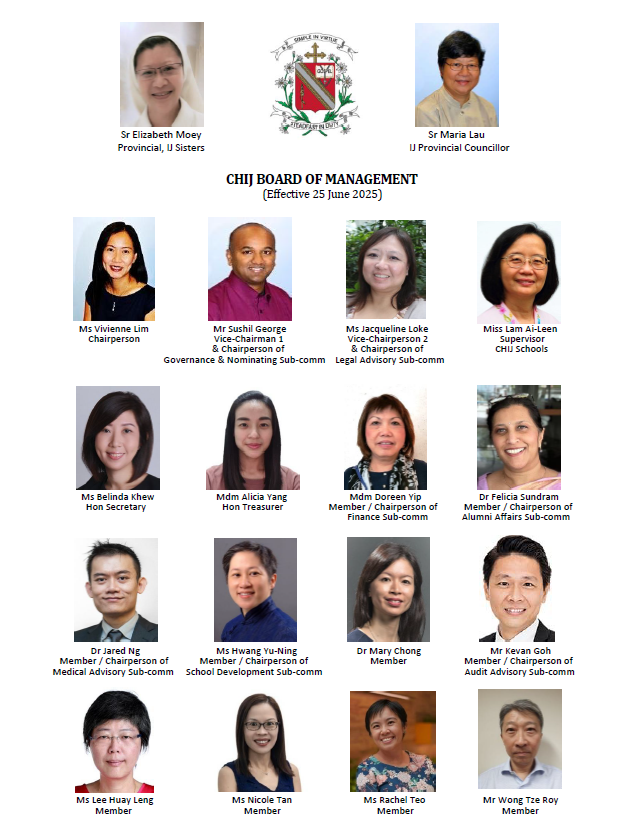 SIMPLE IN VIRTUE
STEADFAST IN DUTY
Sr Elizabeth Moey
Provincial, IJ Sisters
Sr Maria Lau
IJ Provincial Councillor
CHIJ BOARD OF MANAGEMENT
(Effective 25 June 2025)
Ms Vivienne Lim
Chairperson
Mr Sushil George
Vice-Chairman 1
& Chairperson of
Governance & Nominating Sub-comm
Ms Jacqueline Loke
Vice-Chairperson 2
& Chairperson of
Legal Advisory Sub-comm
Miss Lam Ai-Leen
Supervisor
CHIJ Schools
Ms Belinda Khew
Hon Secretary
Mdm Alicia Yang
Hon Treasurer
Mdm Doreen Yip
Member / Chairperson of
Finance Sub-comm
Dr Felicia Sundram
Member / Chairperson of
Alumni Affairs Sub-comm
Dr Jared Ng
Member / Chairperson of
Medical Advisory Sub-comm
Ms Hwang Yu-Ning
Member / Chairperson of
School Development Sub-comm
Dr Mary Chong
Member
Mr Kevan Goh
Member / Chairperson of
Audit Advisory Sub-comm
Ms Lee Huay Leng
Member
Ms Nicole Tan
Member
Ms Rachel Teo
Member
Mr Wong Tze Roy
Member